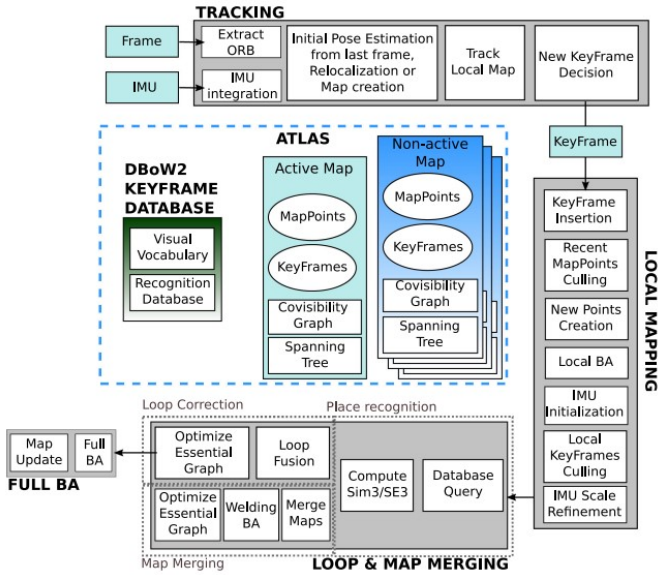 TRACKING
Frame
IMU
Extract
ORB
IMU
integration
Initial Pose Estimation
from last frame,
Relocalization or
Map creation
Track
Local Map
New KeyFrame
Decision
KeyFrame
ATLAS
DBoW2
KEYFRAME
DATABASE
Visual
Vocabulary
Recognition
Database
Active Map
MapPoints
KeyFrames
Covisibility
Graph
Spanning
Tree
Non-active
Map
MapPoints
KeyFrames
Covisibility
Graph
Spanning
Tree
LOCAL MAPPING
KeyFrame
Insertion
Recent
MapPoints
Culling
New Points
Creation
Local BA
IMU
Initialization
Local
KeyFrames
Culling
IMU Scale
Refinement
Loop Correction
Place recognition
Map
Update
Full
BA
FULL BA
Optimize
Essential
Graph
Loop
Fusion
Compute
Sim3/SE3
Database
Query
Optimize
Essential
Graph
Welding
BA
Merge
Maps
Map Merging
LOOP & MAP MERGING